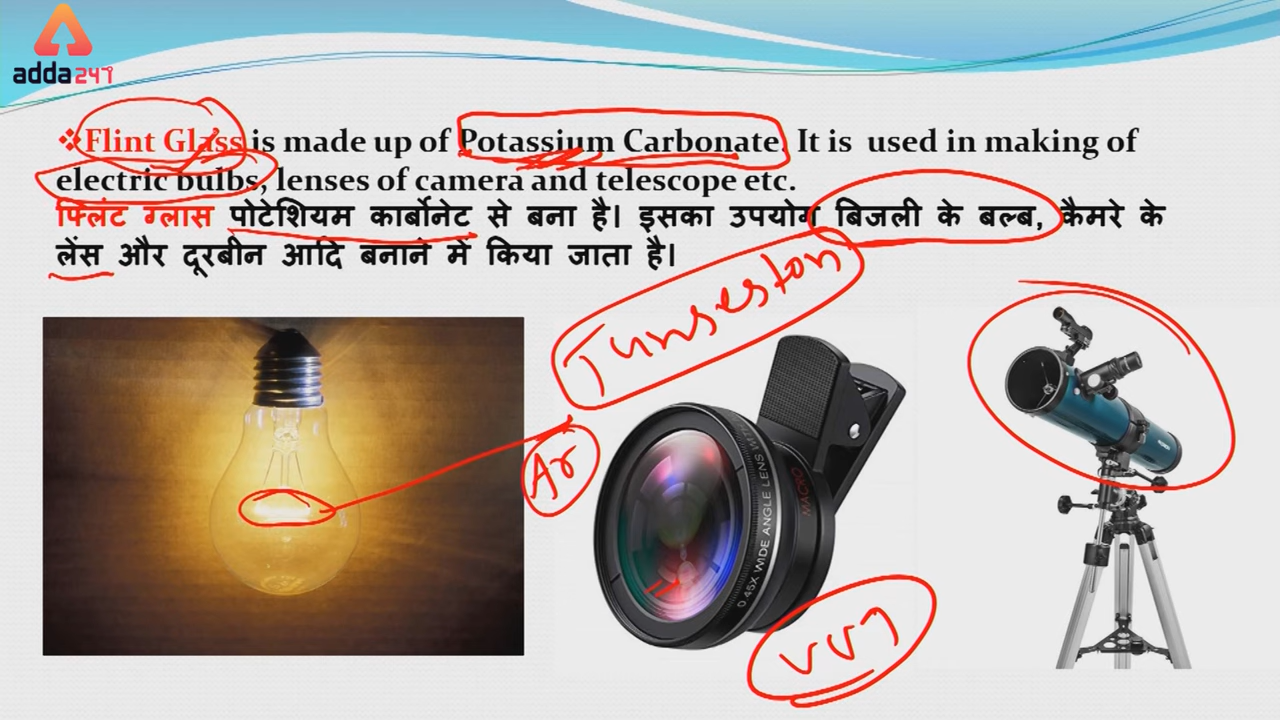 adda247
❖Flint Glass is made up of Potassium Carbonate. It is used in making of
electric bulbs, lenses of camera and telescope etc.
फ्लिंट ग्लास पोटेशियम कार्बोनेट से बना है। इसका उपयोग बिजली के बल्ब, कैमरे के
लेंस और दूरबीन आदि बनाने में किया जाता है।
Tunseston
Ar
0.45X WIDE ANGLE LENS
MACRO